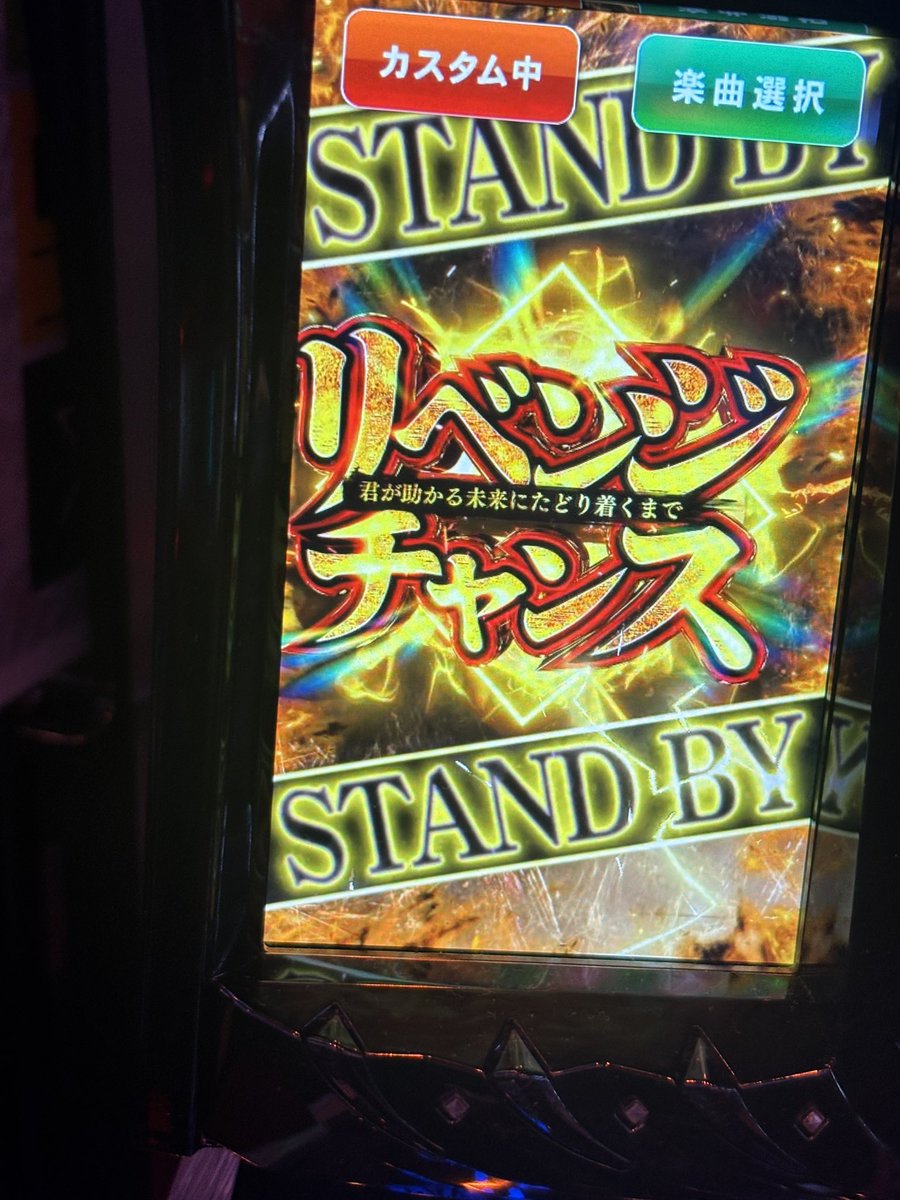 カスタム中
楽曲選択
STAND BY
リベンジ
君が助かる未来にたどり着くまで
チャンス
STAND BY